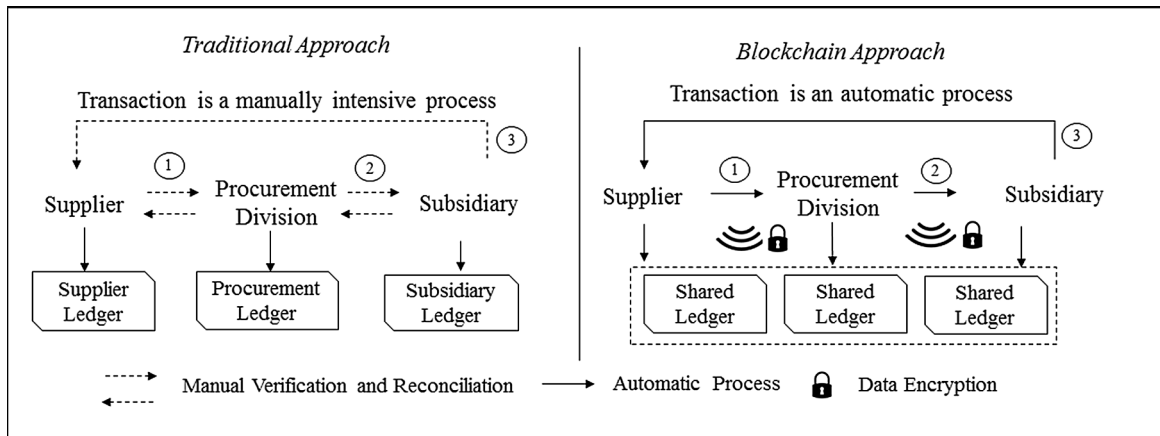 Traditional Approach
Transaction is a manually intensive process
3
1
2
Supplier
Procurement
Division
Subsidiary
Supplier
Ledger
Procurement
Ledger
Subsidiary
Ledger
Blockchain Approach
Transaction is an automatic process
3
1
2
Supplier
Procurement
Division
Subsidiary
Shared
Ledger
Shared
Ledger
Shared
Ledger
Manual Verification and Reconciliation
Automatic Process
Data Encryption